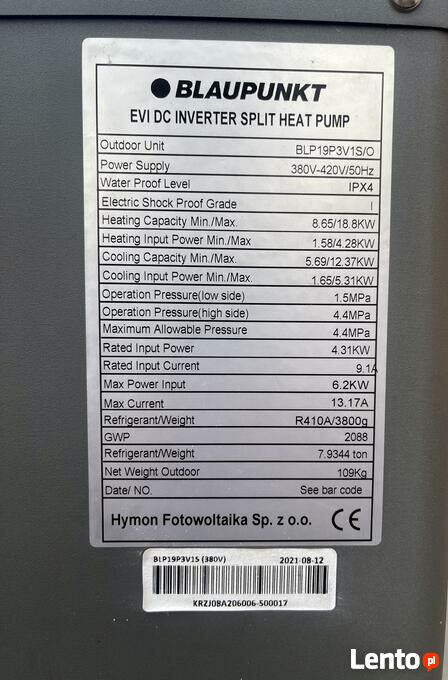 BLAUPUNKT
EVI DC INVERTER SPLIT HEAT PUMP
Outdoor Unit BLP19P3V1S/O
Power Supply 380V-420V/50Hz
Water Proof Level IPX4
Electric Shock Proof Grade I
Heating Capacity Min./Max. 8.65/18.8KW
Heating Input Power Min./Max 1.58/4.28KW
Cooling Capacity Min./Max. 5.69/12.37KW
Cooling Input Power Min./Max. 1.65/5.31KW
Operation Pressure(low side) 1.5MPa
Operation Pressure(high side) 4.4MPa
Maximum Allowable Pressure 4.4MPa
Rated Input Power 4.31KW
Rated Input Current 9.1A
Max Power Input 6.2KW
Max Current 13.17A
Refrigerant/Weight R410A/3800g
GWP 2088
Refrigerant/Weight 7.9344 ton
Net Weight Outdoor 109Kg
Date/ NO. See bar code
Hymon Fotowoltaika Sp. z o.o. CE
BLP19P3V1S (380V) 2021-08-12
KRZJ08A206006-500017
Lento.pl